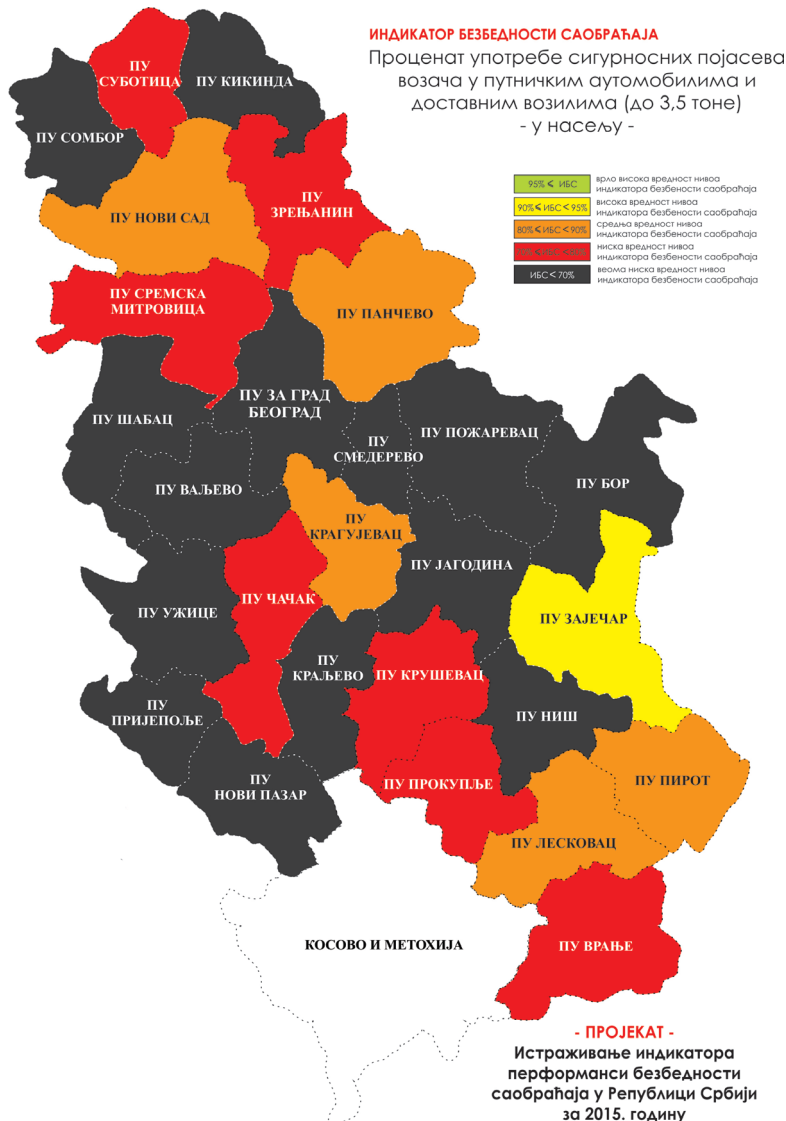 ИНДИКАТОР БЕЗБЕДНОСТИ САОБРАЋАЈА
Проценат употребе сигурносних појасева
возача у путничким аутомобилима и
доставним возилима (до 3,5 тоне)
- у насељу -
95% ⩽ ИБС
врло висока вредност нивоа
индикатора безбености саобраћаја
90% ⩽ ИБС < 95%
висока вредност нивоа
индикатора безбености саобраћаја
80% ⩽ ИБС < 90%
средња вредност нивоа
индикатора безбености саобраћаја
ниска вредност нивоа
индикатора безбености саобраћаја
ИБС < 70%
веома ниска вредност нивоа
индикатора безбености саобраћаја
ПУ
СУБОТИЦА
ПУ КИКИНДА
ПУ СОМБОР
ПУ НОВИ САД
ПУ
ЗРЕЊАНИН
ПУ СРЕМСКА
МИТРОВИЦА
ПУ ПАНЧЕВО
ПУ ЗА ГРАД
БЕОГРАД
ПУ ШАБАЦ
ПУ
СМЕДЕРЕВО
ПУ ПОЖАРЕВАЦ
ПУ БОР
ПУ ВАЉЕВО
ПУ
КРАГУЈЕВАЦ
ПУ ЈАГОДИНА
ПУ УЖИЦЕ
ПУ ЧАЧАК
ПУ ЗАЈЕЧАР
ПУ
КРАЉЕВО
ПУ КРУШЕВАЦ
ПУ
ПРИЈЕПОЉЕ
ПУ НИШ
ПУ
НОВИ ПАЗАР
ПУ ПРОКУПЉЕ
ПУ ПИРОТ
ПУ ЛЕСКОВАЦ
КОСОВО И МЕТОХИЈА
ПУ ВРАЊЕ
- ПРОЈЕКАТ -
Истраживање индикатора
перформанси безбедности
саобраћаја у Републици Србији
за 2015. годину